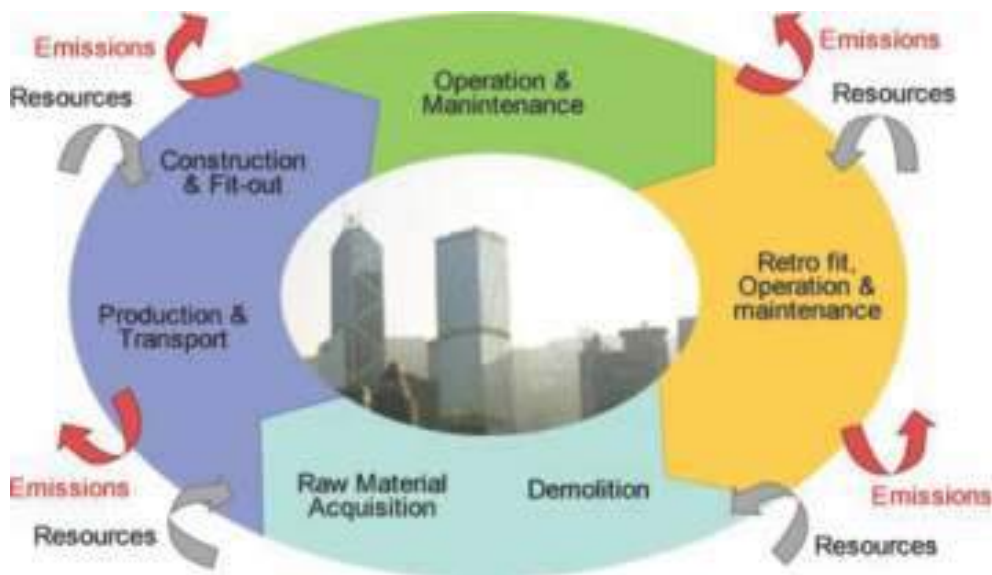 Emissions
Resources
Operation &
Manintenance
Emissions
Resources
Construction
& Fit-out
Retro fit,
Operation &
maintenance
Production &
Transport
Raw Material
Acquisition
Demolition
Emissions
Resources
Emissions
Resources